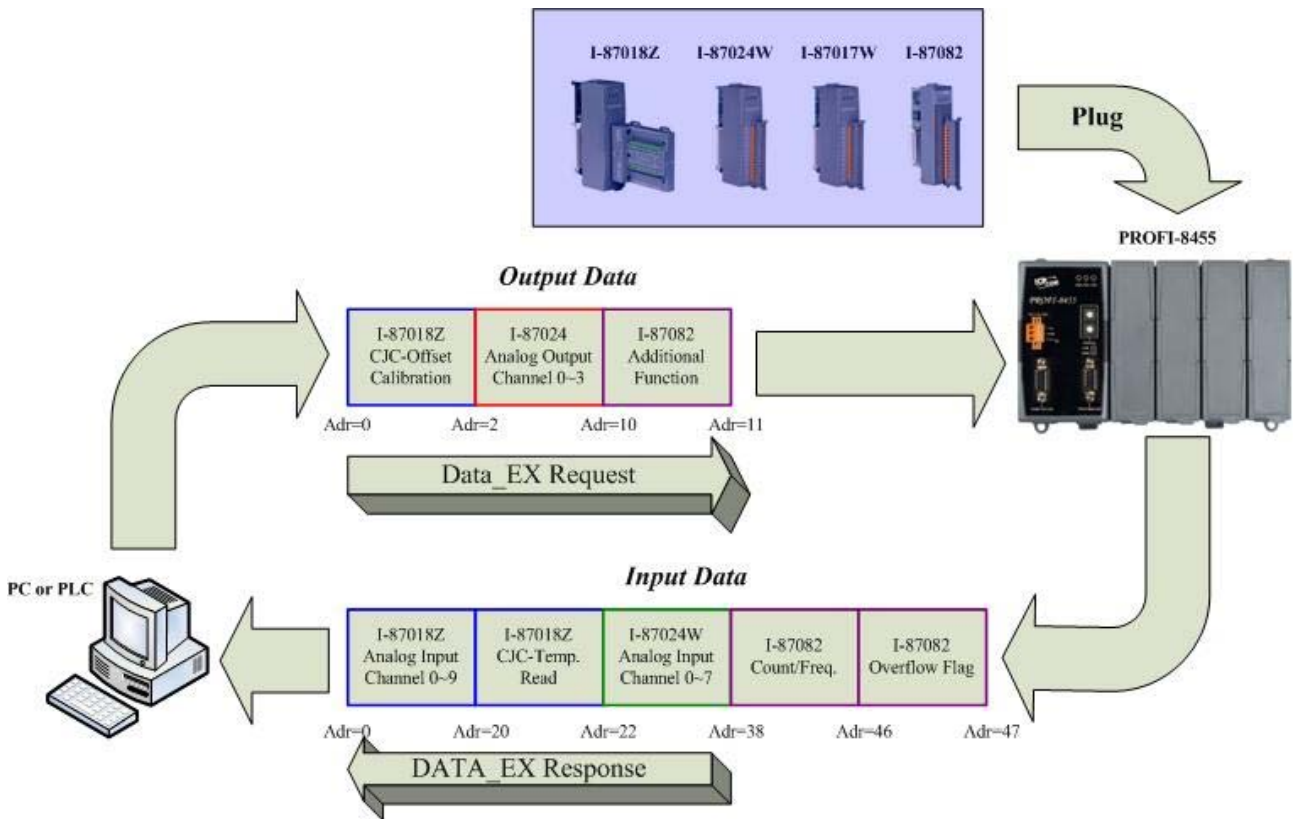 I-87018Z I-87024W I-87017W I-87082
Plug
PROFI-8455
Output Data
I-87018Z
CJC-Offset
Calibration
I-87024
Analog Output
Channel 0~3
I-87082
Additional
Function
Adr=0 Adr=2 Adr=10 Adr=11
Data_EX Request
PROFI-8455
PC or PLC
Input Data
I-87018Z
Analog Input
Channel 0~9
I-87018Z
CJC-Temp.
Read
I-87024W
Analog Input
Channel 0~7
I-87082
Count/Freq.
I-87082
Overflow Flag
Adr=0 Adr=20 Adr=22 Adr=38 Adr=46 Adr=47
DATA_EX Response